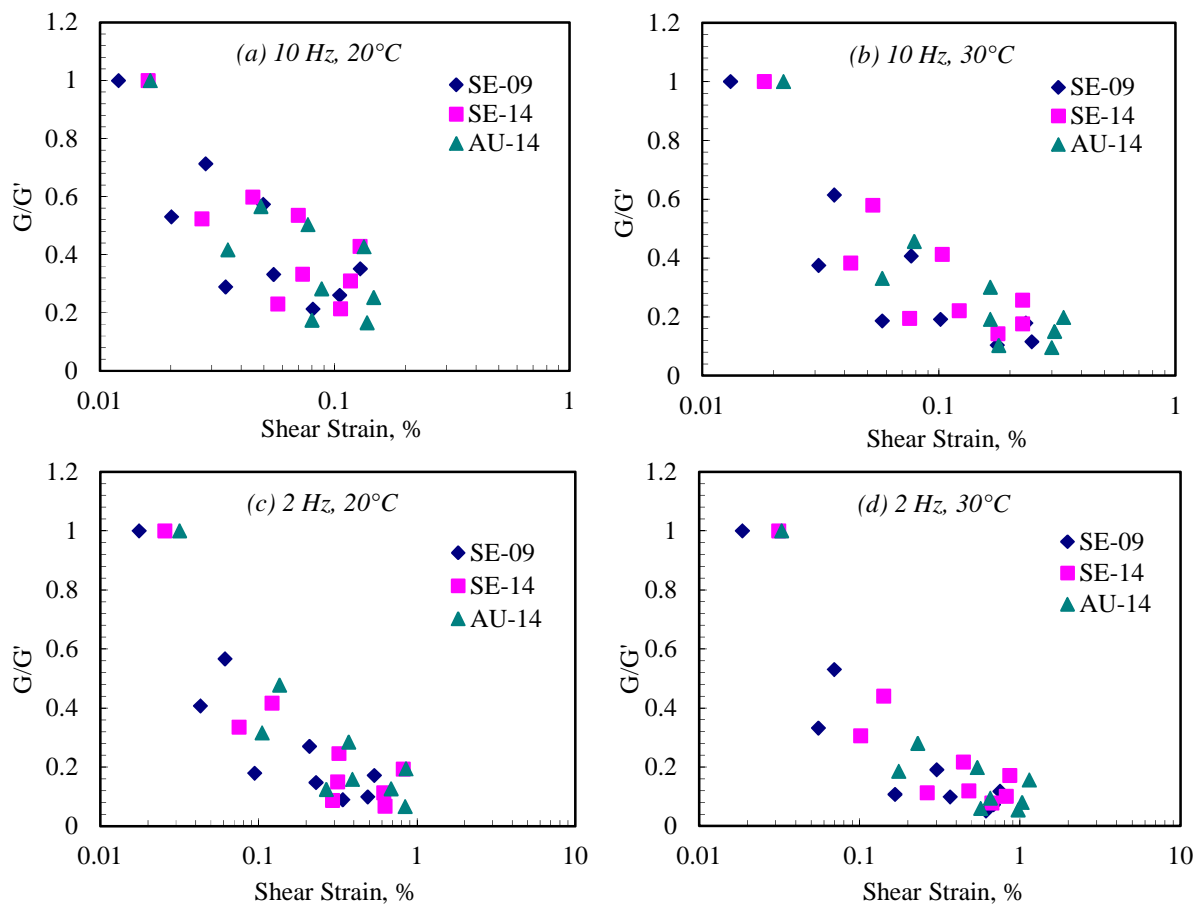 (a) 10 Hz, 20°C
G/G'
1.2
1
0.8
0.6
0.4
0.2
0
SE-09
SE-14
AU-14
0.01
0.1
1
Shear Strain, %
(b) 10 Hz, 30°C
G/G'
1.2
1
0.8
0.6
0.4
0.2
0
SE-09
SE-14
AU-14
0.01
0.1
1
Shear Strain, %
(c) 2 Hz, 20°C
G/G'
1.2
1
0.8
0.6
0.4
0.2
0
SE-09
SE-14
AU-14
0.01
0.1
1
10
Shear Strain, %
(d) 2 Hz, 30°C
G/G'
1.2
1
0.8
0.6
0.4
0.2
0
SE-09
SE-14
AU-14
0.01
0.1
1
10
Shear Strain, %